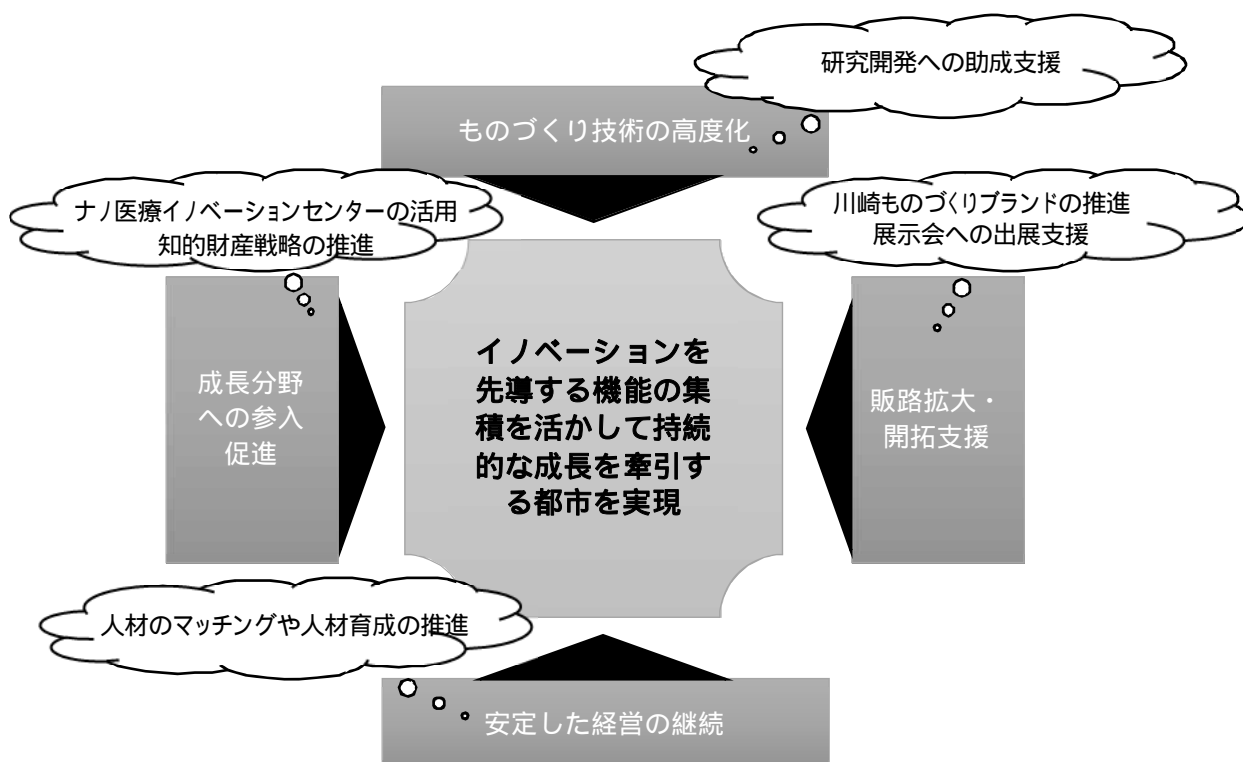 研究開発への助成支援
ものづくり技術の高度化
ナノ医療イノベーションセンターの活用
知的財産戦略の推進
川崎ものづくりブランドの推進
展示会への出展支援
成長分野
への参入
促進
イノベーションを
先導する機能の集
積を活かして持続
的な成長を牽引す
る都市を実現
販路拡大・
開拓支援
人材のマッチングや人材育成の推進
安定した経営の継続